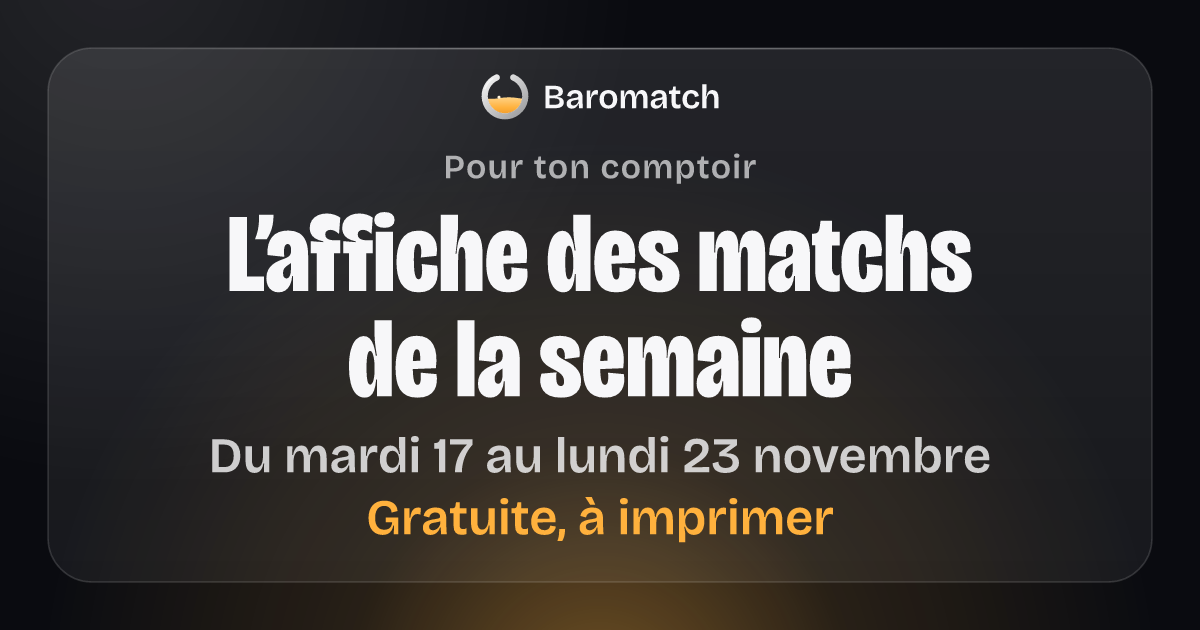 Baromatch
Pour ton comptoir
L’affiche des matchs
de la semaine
Du mardi 17 au lundi 23 novembre
Gratuite, à imprimer